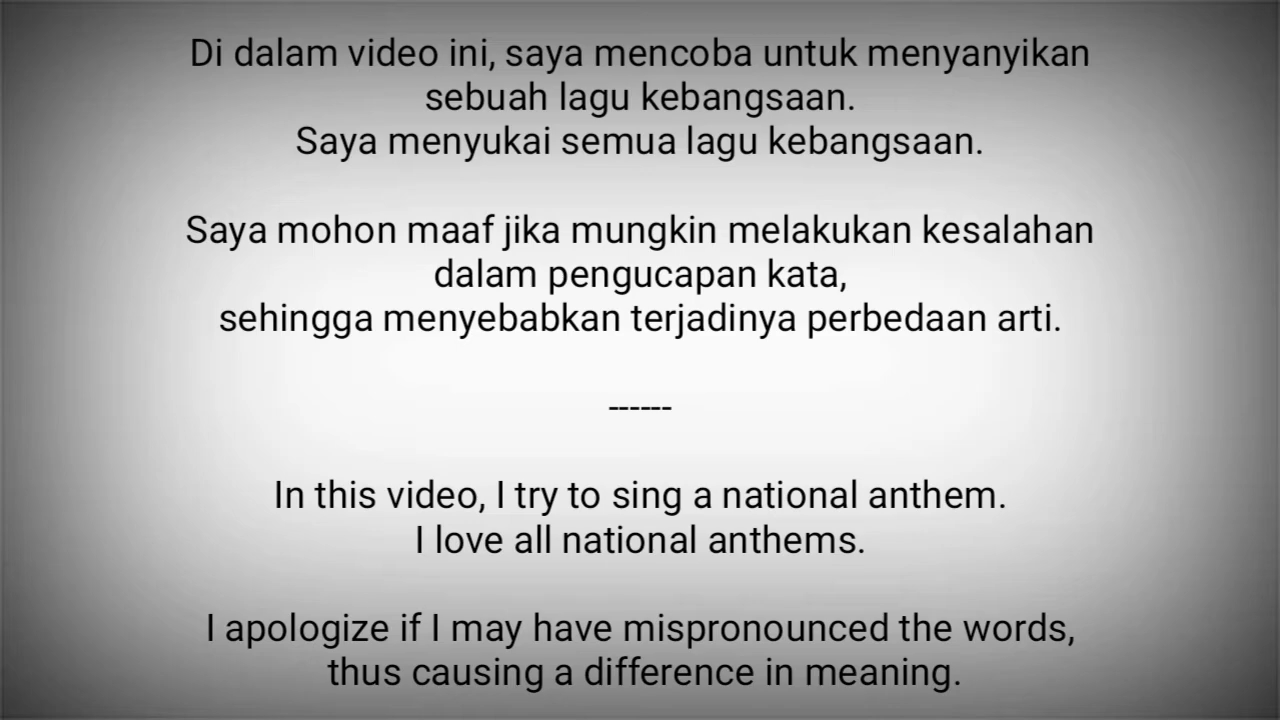 Di dalam video ini, saya mencoba untuk menyanyikan
sebuah lagu kebangsaan.
Saya menyukai semua lagu kebangsaan.
Saya mohon maaf jika mungkin melakukan kesalahan
dalam pengucapan kata,
sehingga menyebabkan terjadinya perbedaan arti.
------
In this video, I try to sing a national anthem.
I love all national anthems.
I apologize if I may have mispronounced the words,
thus causing a difference in meaning.